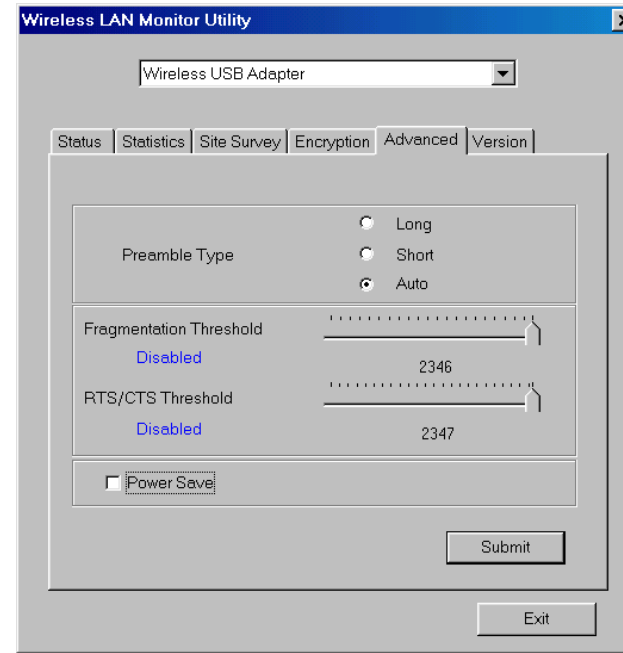 Wireless LAN Monitor Utility
Wireless USB Adapter
Status Statistics Site Survey Encryption Advanced Version
Preamble Type
Long
Short
Auto
Fragmentation Threshold
Disabled
2346
RTS/CTS Threshold
Disabled
2347
Power Save
Submit
Exit